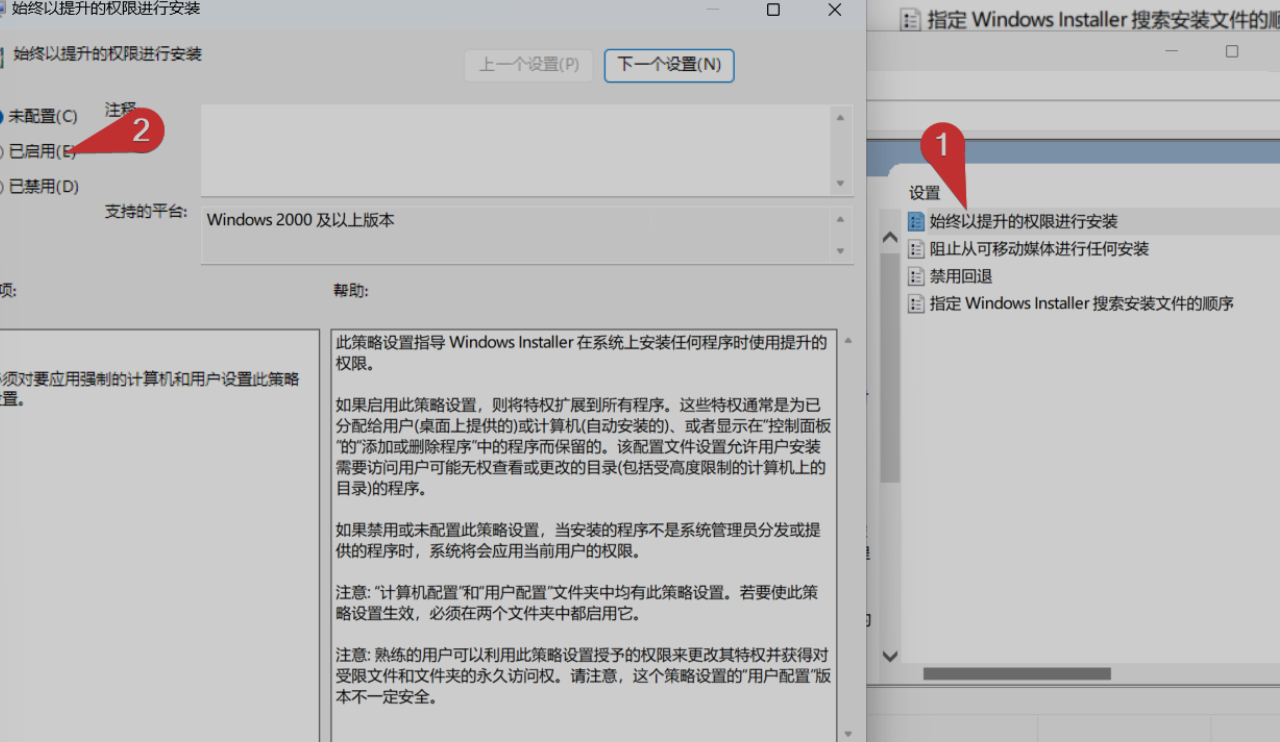 始终以提升的权限进行安装
始终以提升的权限进行安装
上一个设置(P)
下一个设置(N)
未配置(C)
注释
已启用(E)
2
已禁用(D)
支持的平台:
Windows 2000 及以上版本
项:
帮助:
须对要应用强制的计算机和用户设置此策略
置。
此策略设置指导 Windows Installer 在系统上安装任何程序时使用提升的
权限。
如果启用此策略设置，则将特权扩展到所有程序。这些特权通常是为已
分配给用户(桌面上提供的)或计算机(自动安装的)、或者显示在"控制面板
"的"添加或删除程序"中的程序而保留的。该配置文件设置允许用户安装
需要访问用户可能无权查看或更改的目录(包括受高度限制的计算机上的
目录)的程序。
如果禁用或未配置此策略设置，当安装的程序不是系统管理员分发或提
供的程序时，系统将会应用当前用户的权限。
注意: "计算机配置"和"用户配置"文件夹中均有此策略设置。若要使此策
略设置生效，必须在两个文件夹中都启用它。
注意: 熟练的用户可以利用此策略设置授予的权限来更改其特权并获得对
受限文件和文件夹的永久访问权。请注意，这个策略设置的"用户配置"版
本不一定安全。
指定 Windows Installer 搜索安装文件的顺
1
设置
始终以提升的权限进行安装
阻止从可移动媒体进行任何安装
禁用回退
指定 Windows Installer 搜索安装文件的顺序